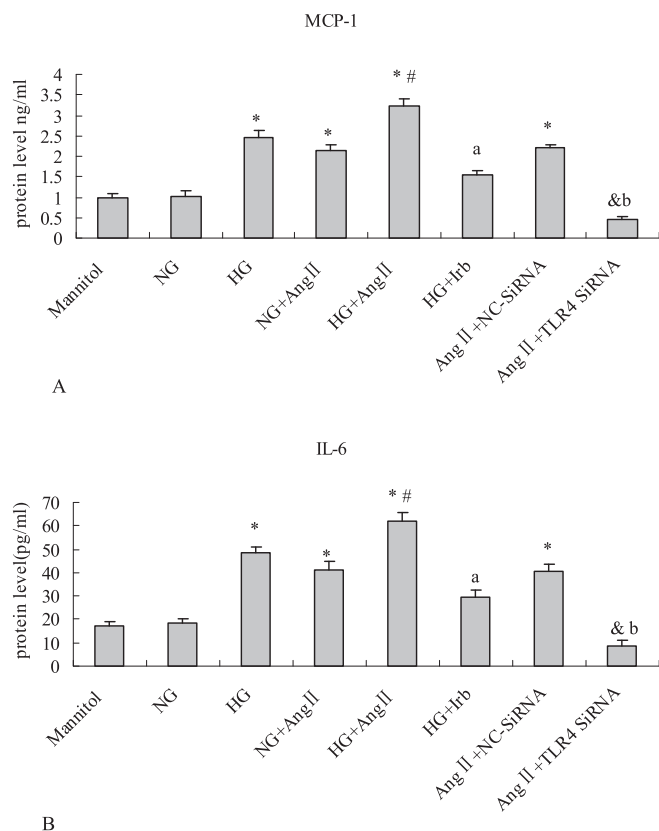 MCP-1
protein level ng/ml
4
3.5
3
2.5
2
1.5
1
0.5
0
*
*
* #
a
*
&b
Mannitol
NG
HG
NG+AngⅡ
HG+AngⅡ
HG+Irb
Ang Ⅱ+NC-SiRNA
Ang Ⅱ+TLR4 SiRNA
A
IL-6
protein level(pg/ml)
70
60
50
40
30
20
10
0
*
*
* #
a
*
& b
Mannitol
NG
HG
NG+AngⅡ
HG+AngⅡ
HG+Irb
Ang Ⅱ+NC-SiRNA
Ang Ⅱ+TLR4 SiRNA
B